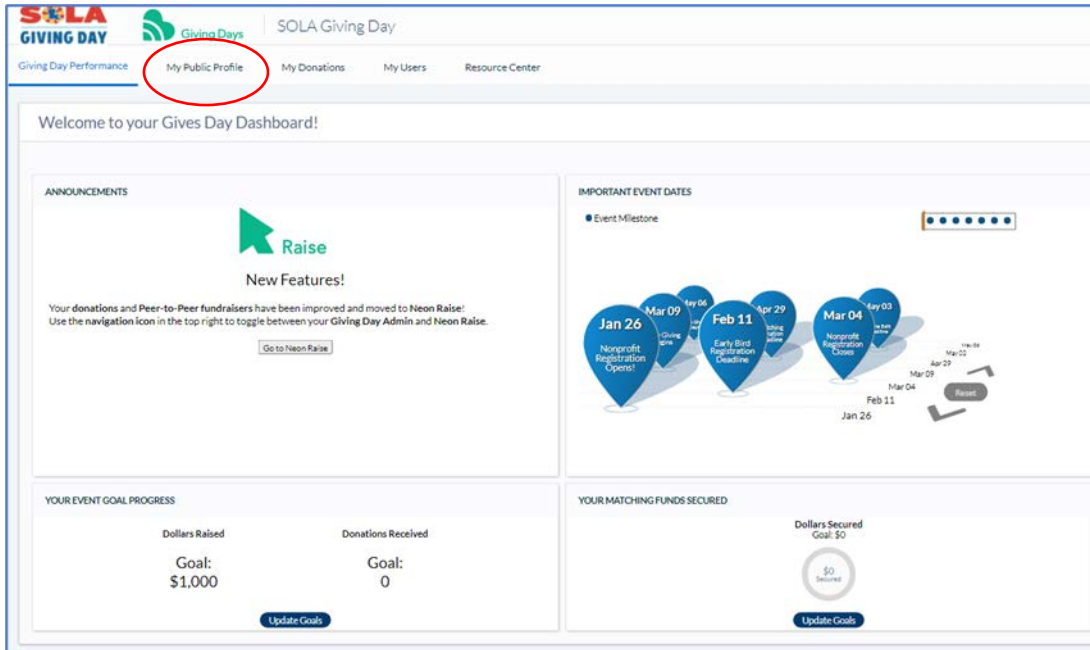 SOLA
GIVING DAY
Giving Days
SOLA Giving Day
Giving Day Performance
My Public Profile
My Donations
My Users
Resource Center
Welcome to your Gives Day Dashboard!
ANNOUNCEMENTS
Raise
New Features!
Your donations and Peer-to-Peer fundraisers have been improved and moved to Neon Raise!
Use the navigation icon in the top right to toggle between your Giving Day Admin and Neon Raise.
Go to Neon Raise
IMPORTANT EVENT DATES
Event Milestone
Jan 26
Nonprofit
Registration
Opens!
Mar 09
Giving
May 06
Feb 11
Early Bird
Registration
Deadline
Apr 29
Mar 04
Nonprofit
Registration
Closes
May 03
Apr 29
Mar 09
Mar 04
Feb 11
Jan 26
Reset
YOUR EVENT GOAL PROGRESS
Dollars Raised
Goal:
$1,000
Donations Received
Goal:
0
Update Goals
YOUR MATCHING FUNDS SECURED
Dollars Secured
Goal: $0
$0
Secured
Update Goals